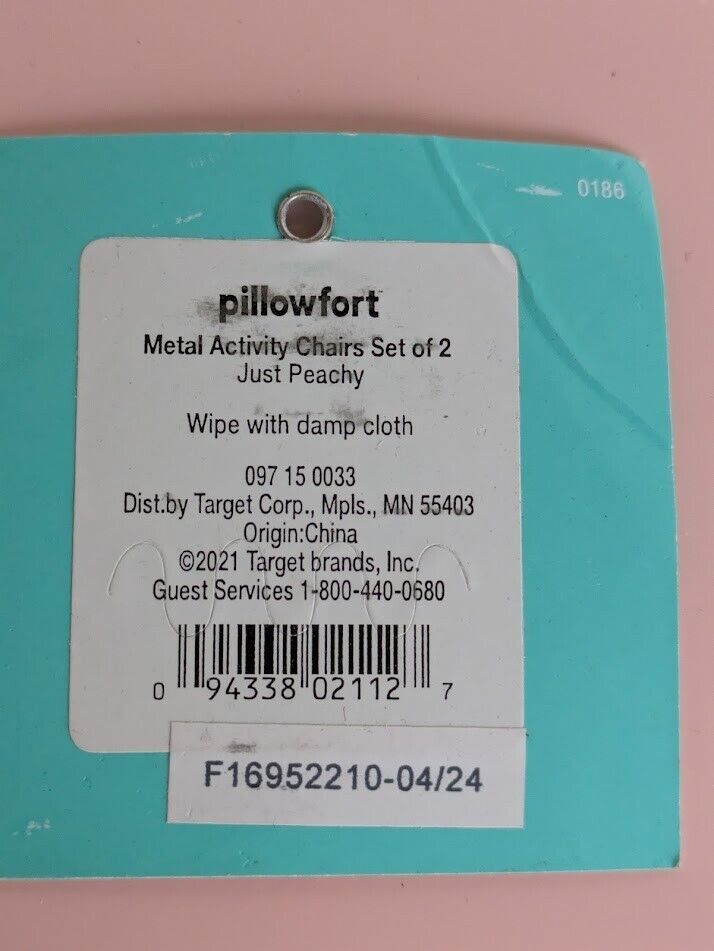 0186
pillowfort™
Metal Activity Chairs Set of 2
Just Peachy
Wipe with damp cloth
097 15 0033
Dist.by Target Corp., Mpls., MN 55403
Origin:China
©2021 Target brands, Inc.
Guest Services 1-800-440-0680
0 94338 02112 7
F16952210-04/24